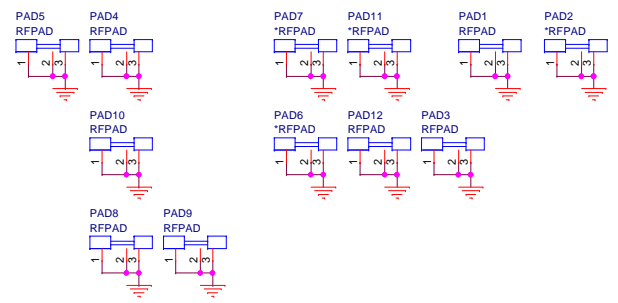 PAD5 PAD4 PAD7 PAD11 PAD1 PAD2
RFPAD RFPAD *RFPAD *RFPAD RFPAD *RFPAD
1 2 3 1 2 3 1 2 3 1 2 3 1 2 3 1 2 3
PAD10 PAD6 PAD12 PAD3
RFPAD *RFPAD RFPAD RFPAD
1 2 3 1 2 3 1 2 3 1 2 3
PAD8 PAD9
RFPAD RFPAD
1 2 3 1 2 3